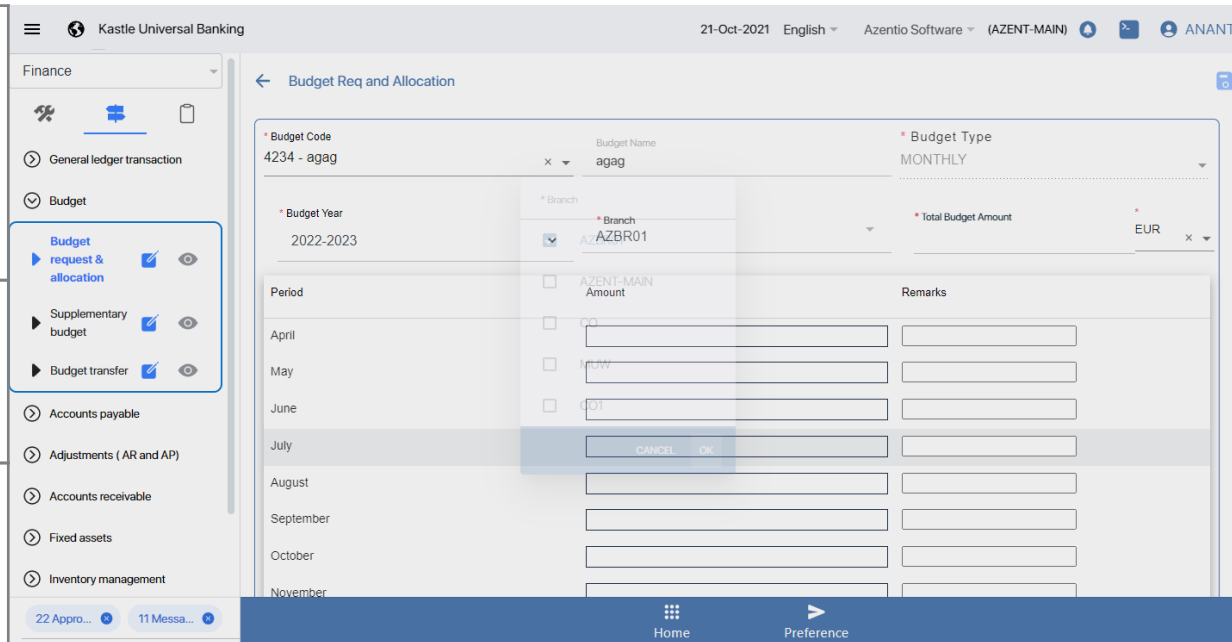 Kastle Universal Banking
21-Oct-2021 English Azentio Software (AZENT-MAIN) ANANT
Finance
Budget Req and Allocation
General ledger transaction
Budget
Budget request & allocation
Supplementary budget
Budget transfer
Accounts payable
Adjustments ( AR and AP)
Accounts receivable
Fixed assets
Inventory management
22 Appro... 11 Messa...
* Budget Code
4234 - agag
Budget Name
agag
* Budget Type
MONTHLY
* Budget Year
2022-2023
* Branch
AZBR01
* Total Budget Amount
*
EUR
* Branch
AZBR01
AZENT-MAIN
CO
MUW
CO1
CANCEL OK
Period Amount Remarks
April
May
June
July
August
September
October
November
Home Preference